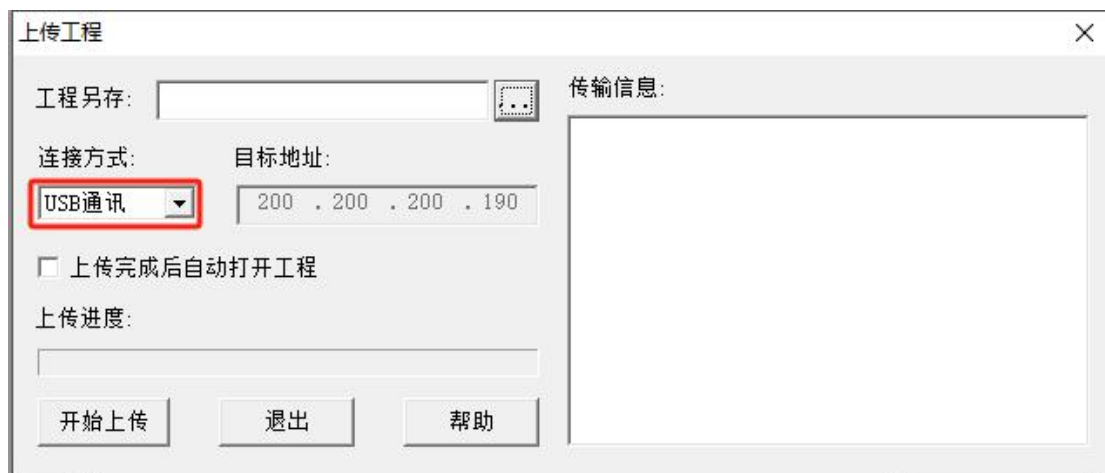 上传工程
工程另存:
...
传输信息:
连接方式:
目标地址:
USB通讯
200 . 200 . 200 . 190
上传完成后自动打开工程
上传进度:
开始上传
退出
帮助